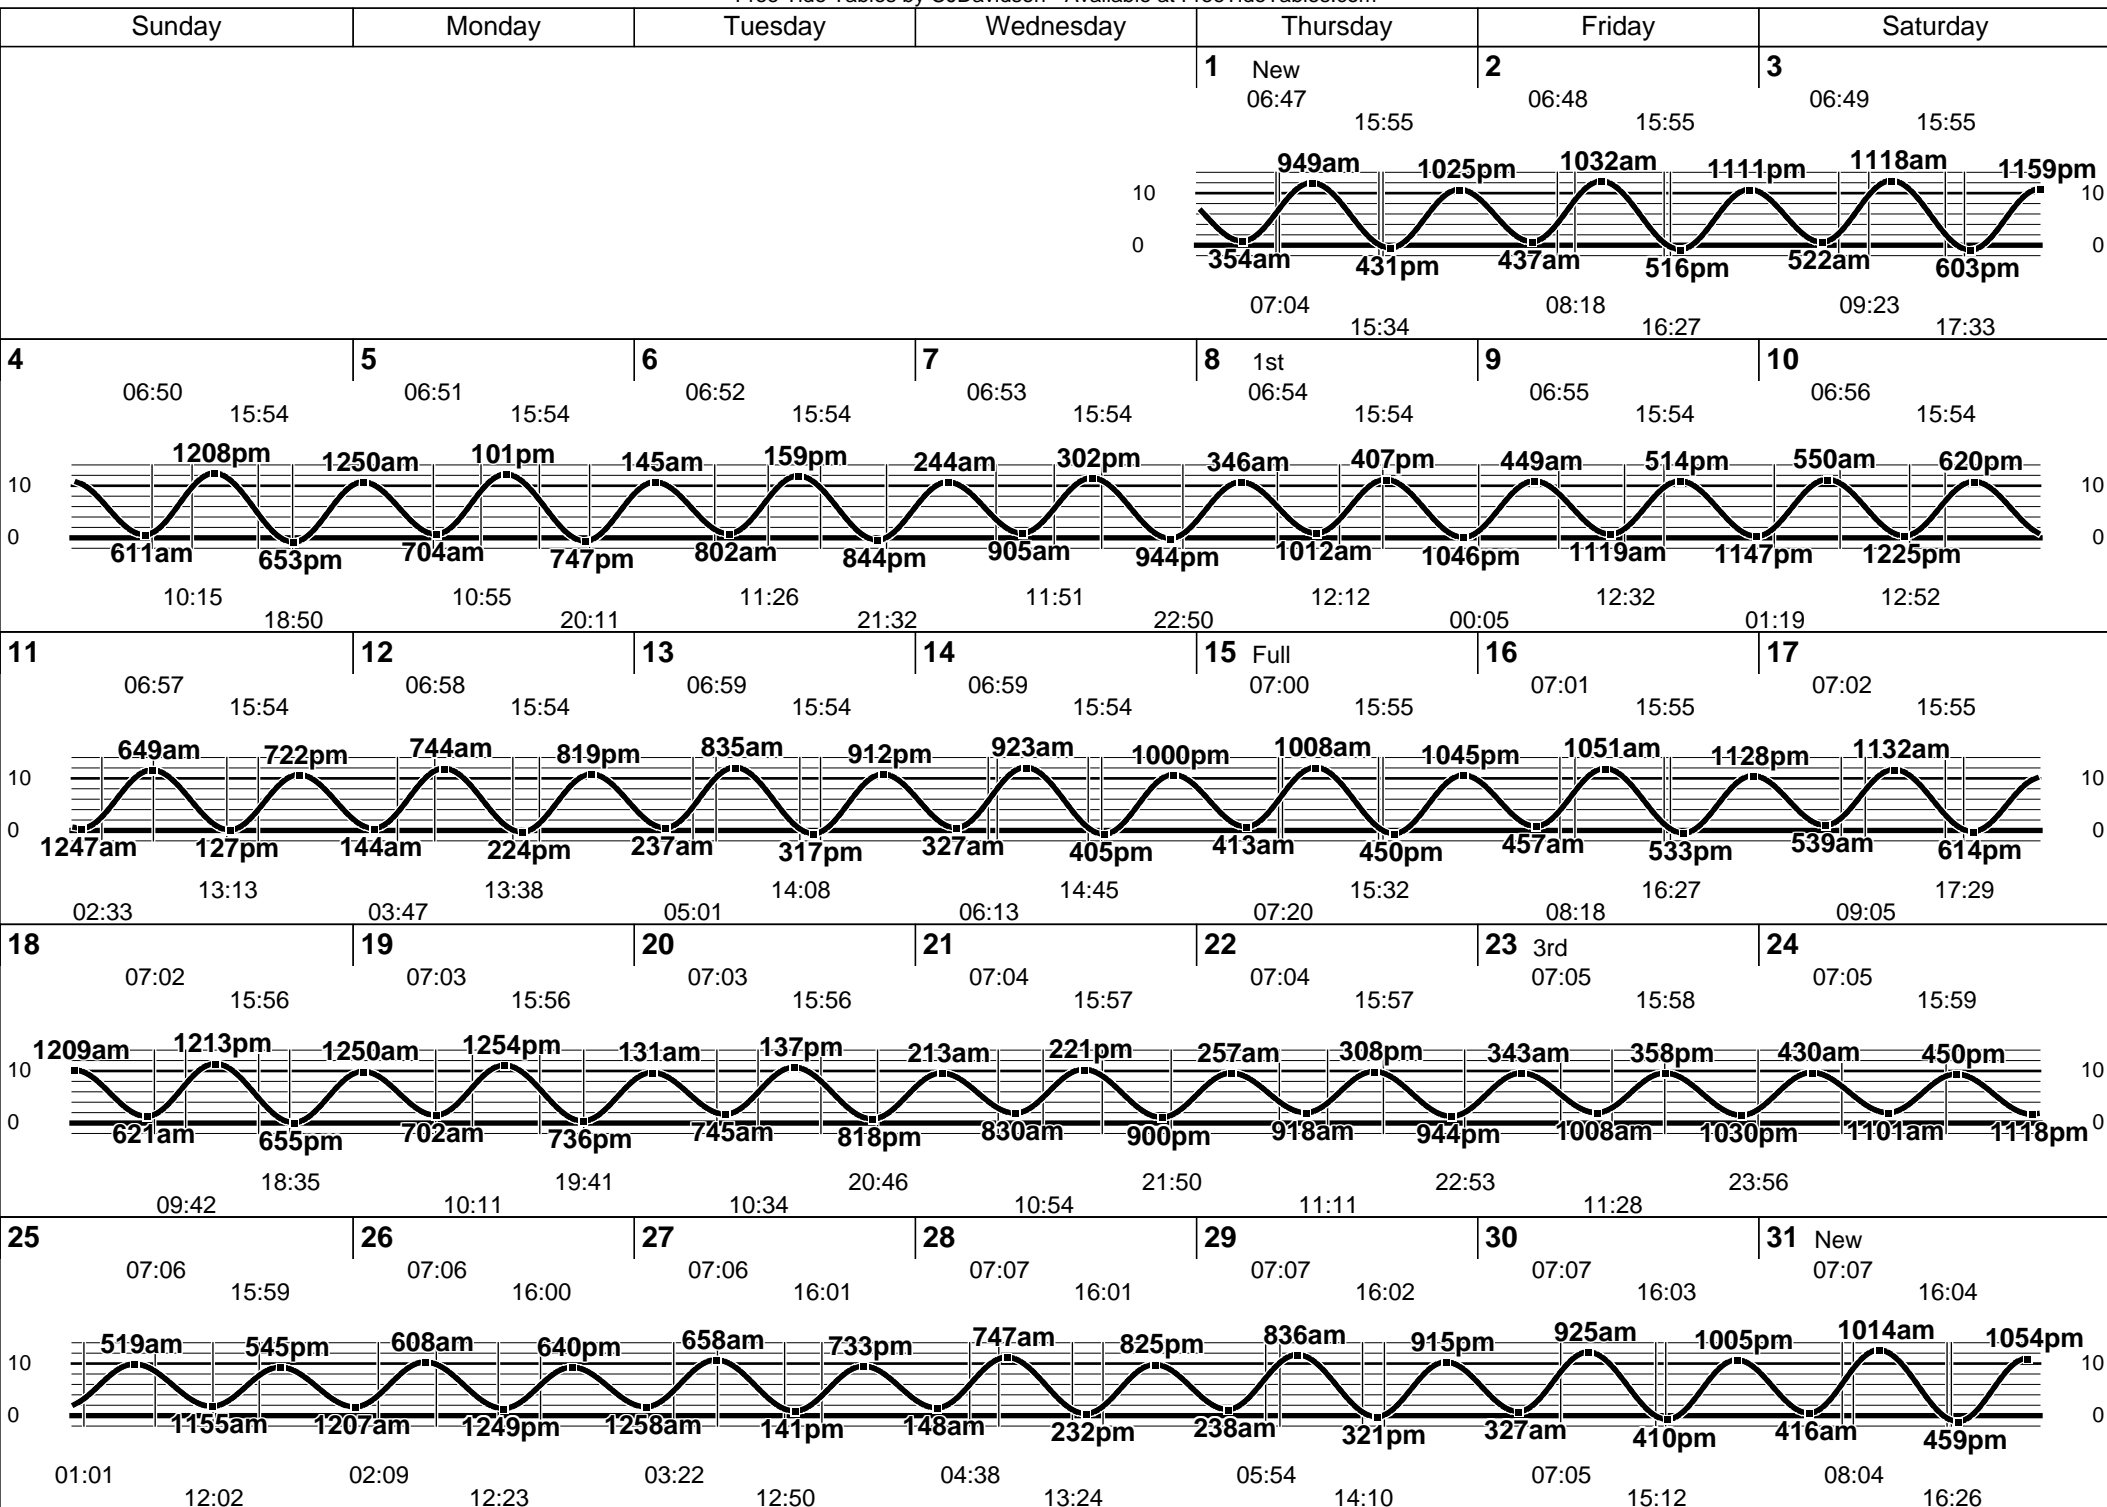 Free Tide Tables by CJDavidson - Available at FreeTideTables.com
Sunday Monday Tuesday Wednesday Thursday Friday Saturday
1 New 2 3
06:47 06:48 06:49
15:55 15:55 15:55
949am 1025pm 1032am 1111pm 1118am 1159pm
10 10
0 0
354am 431pm 437am 516pm 522am 603pm
07:04 08:18 09:23
15:34 16:27 17:33
4 5 6 7 8 1st 9 10
06:50 06:51 06:52 06:53 06:54 06:55 06:56
15:54 15:54 15:54 15:54 15:54 15:54 15:54
1208pm 1250am 101pm 145am 159pm 244am 302pm 346am 407pm 449am 514pm 550am 620pm
10 10
0 0
611am 653pm 704am 747pm 802am 844pm 905am 944pm 1012am 1046pm 1119am 1147pm 1225pm
10:15 10:55 11:26 11:51 12:12 12:32 12:52
18:50 20:11 21:32 22:50 00:05 01:19
11 12 13 14 15 Full 16 17
06:57 06:58 06:59 06:59 07:00 07:01 07:02
15:54 15:54 15:54 15:54 15:55 15:55 15:55
649am 722pm 744am 819pm 835am 912pm 923am 1000pm 1008am 1045pm 1051am 1128pm 1132am
10 10
0 0
1247am 127pm 144am 224pm 237am 317pm 327am 405pm 413am 450pm 457am 533pm 539am 614pm
13:13 13:38 14:08 14:45 15:32 16:27 17:29
02:33 03:47 05:01 06:13 07:20 08:18 09:05
18 19 20 21 22 23 3rd 24
07:02 07:03 07:03 07:04 07:04 07:05 07:05
15:56 15:56 15:56 15:57 15:57 15:58 15:59
1209am 1213pm 1250am 1254pm 131am 137pm 213am 221pm 257am 308pm 343am 358pm 430am 450pm
10 10
0 0
621am 655pm 702am 736pm 745am 818pm 830am 900pm 918am 944pm 1008am 1030pm 1101am 1118pm
18:35 19:41 20:46 21:50 22:53 23:56
09:42 10:11 10:34 10:54 11:11 11:28
25 26 27 28 29 30 31 New
07:06 07:06 07:06 07:07 07:07 07:07 07:07
15:59 16:00 16:01 16:01 16:02 16:03 16:04
519am 545pm 608am 640pm 658am 733pm 747am 825pm 836am 915pm 925am 1005pm 1014am 1054pm
10 10
0 0
1155am 1207am 1249pm 1258am 141pm 148am 232pm 238am 321pm 327am 410pm 416am 459pm
01:01 02:09 03:22 04:38 05:54 07:05 08:04
12:02 12:23 12:50 13:24 14:10 15:12 16:26